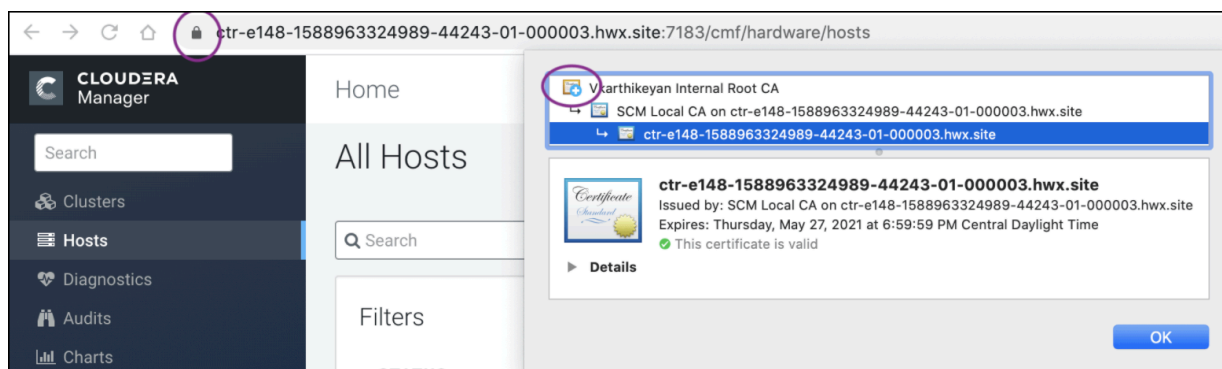 ctr-e148-1588963324989-44243-01-000003.hwx.site:7183/cmf/hardware/hosts
CLOUDERA
Manager
Search
Clusters
Hosts
Diagnostics
Audits
Charts
Home
All Hosts
Search
Filters
Vkarthikeyan Internal Root CA
SCM Local CA on ctr-e148-1588963324989-44243-01-000003.hwx.site
ctr-e148-1588963324989-44243-01-000003.hwx.site
Certificate
Standard
ctr-e148-1588963324989-44243-01-000003.hwx.site
Issued by: SCM Local CA on ctr-e148-1588963324989-44243-01-000003.hwx.site
Expires: Thursday, May 27, 2021 at 6:59:59 PM Central Daylight Time
This certificate is valid
Details
OK